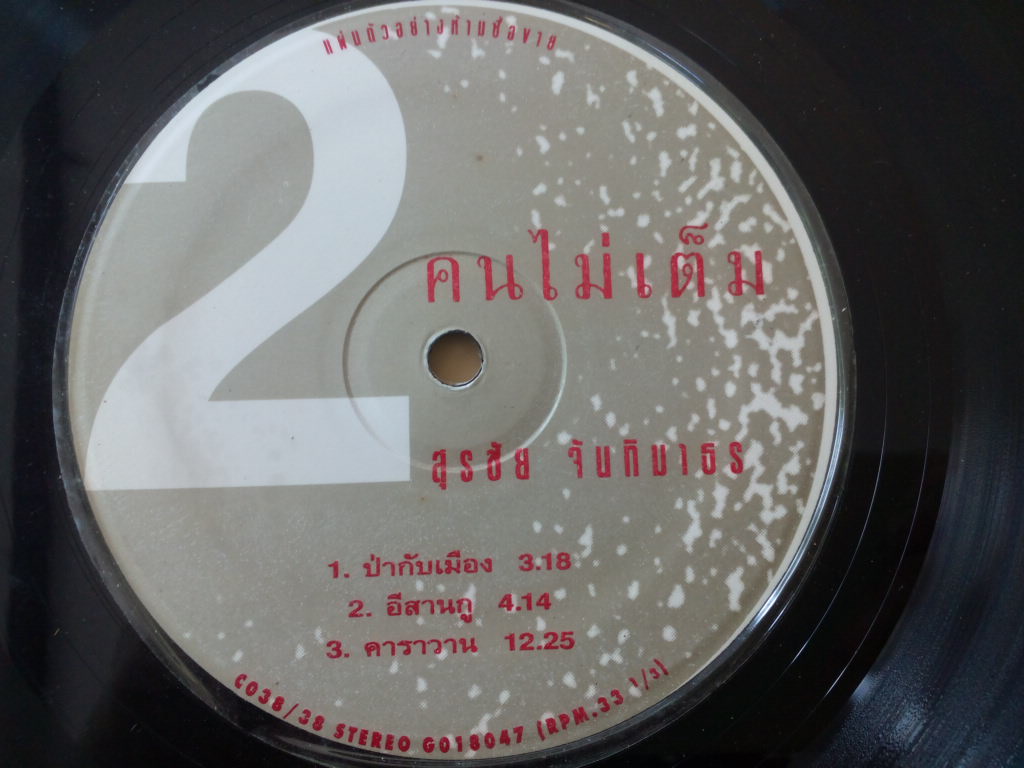 แผ่นตัวอย่างห้ามซื้อขาย
2
คนไม่เต็ม
สุรชัย จันทิมาธร
1. ป่ากับเมือง 3.18
2. อีสานกู 4.14
3. คาราวาน 12.25
C038/38 STEREO G018047 (RPM.33 1/3)